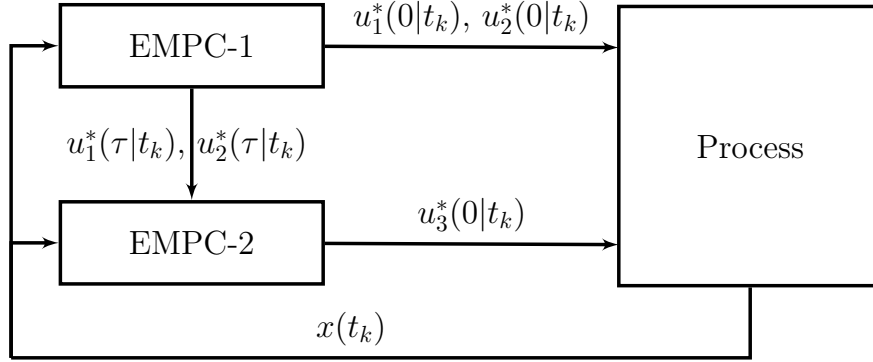 u₁*(0|tₖ), u₂*(0|tₖ)
EMPC-1
u₁*(τ|tₖ), u₂*(τ|tₖ)
Process
u₃*(0|tₖ)
EMPC-2
x(tₖ)